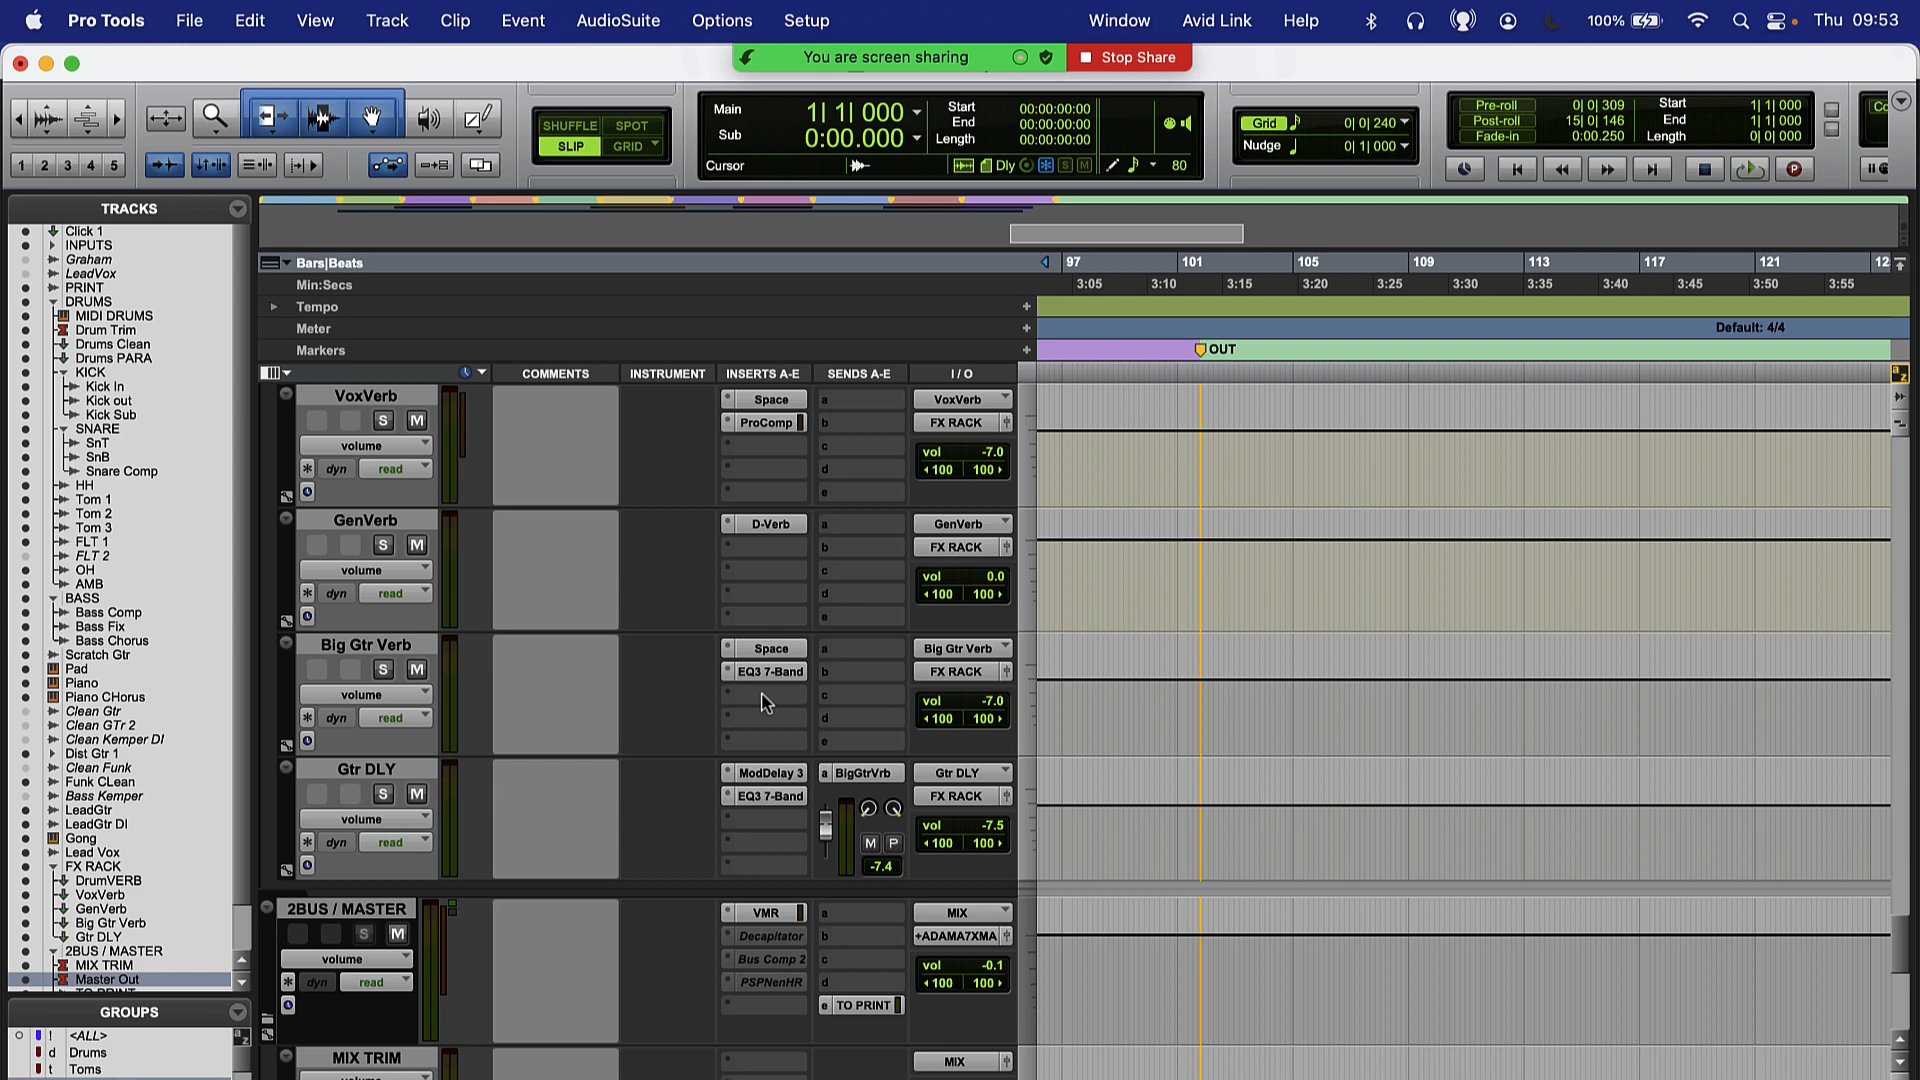 Pro Tools File Edit View Track Clip Event AudioSuite Options Setup Window Avid Link Help 100% Thu 09:53
You are screen sharing Stop Share
SHUFFLE SPOT
SLIP GRID
Main 1| 1| 000
Sub 0:00.000
Start 00:00:00:00
End 00:00:00:00
Length 00:00:00:00
Cursor Dly S M 80
Grid 0| 0| 240
Nudge 0| 1| 000
Pre-roll 0| 0| 309
Post-roll 15| 0| 146
Fade-in 0:00.250
Start 1| 1| 000
End 1| 1| 000
Length 0| 0| 000
1 2 3 4 5
TRACKS
Click 1
INPUTS
Graham
LeadVox
PRINT
DRUMS
MIDI DRUMS
Drum Trim
Drums Clean
Drums PARA
KICK
Kick In
Kick out
Kick Sub
SNARE
SnT
SnB
Snare Comp
HH
Tom 1
Tom 2
Tom 3
FLT 1
FLT 2
OH
AMB
BASS
Bass Comp
Bass Fix
Bass Chorus
Scratch Gtr
Pad
Piano
Piano CHorus
Clean Gtr
Clean GTr 2
Clean Kemper DI
Dist Gtr 1
Clean Funk
Funk CLean
Bass Kemper
LeadGtr
LeadGtr DI
Gong
Lead Vox
FX RACK
DrumVERB
VoxVerb
GenVerb
Big Gtr Verb
Gtr DLY
2BUS / MASTER
MIX TRIM
Master Out
TO PRINT
GROUPS
! <ALL>
d Drums
t Toms
Bars|Beats 97 101 105 109 113 117 121 12
Min:Secs 3:05 3:10 3:15 3:20 3:25 3:30 3:35 3:40 3:45 3:50 3:55
Tempo
Meter Default: 4/4
Markers OUT
COMMENTS INSTRUMENT INSERTS A-E SENDS A-E I / O
VoxVerb
S M
volume
dyn read
Space
ProComp
a
b
c
d
e
VoxVerb
FX RACK
vol -7.0
100 100
GenVerb
S M
volume
dyn read
D-Verb
a
b
c
d
e
GenVerb
FX RACK
vol 0.0
100 100
Big Gtr Verb
S M
volume
dyn read
Space
EQ3 7-Band
a
b
c
d
e
Big Gtr Verb
FX RACK
vol -7.0
100 100
Gtr DLY
S M
volume
dyn read
ModDelay 3
EQ3 7-Band
a BigGtrVrb
M P
-7.4
Gtr DLY
FX RACK
vol -7.5
100 100
2BUS / MASTER
S M
volume
dyn read
VMR
Decapitator
Bus Comp 2
PSPNenHR
a
b
c
d
e TO PRINT
MIX
+ADAMA7XMA
vol -0.1
100 100
MIX TRIM
volume
MIX